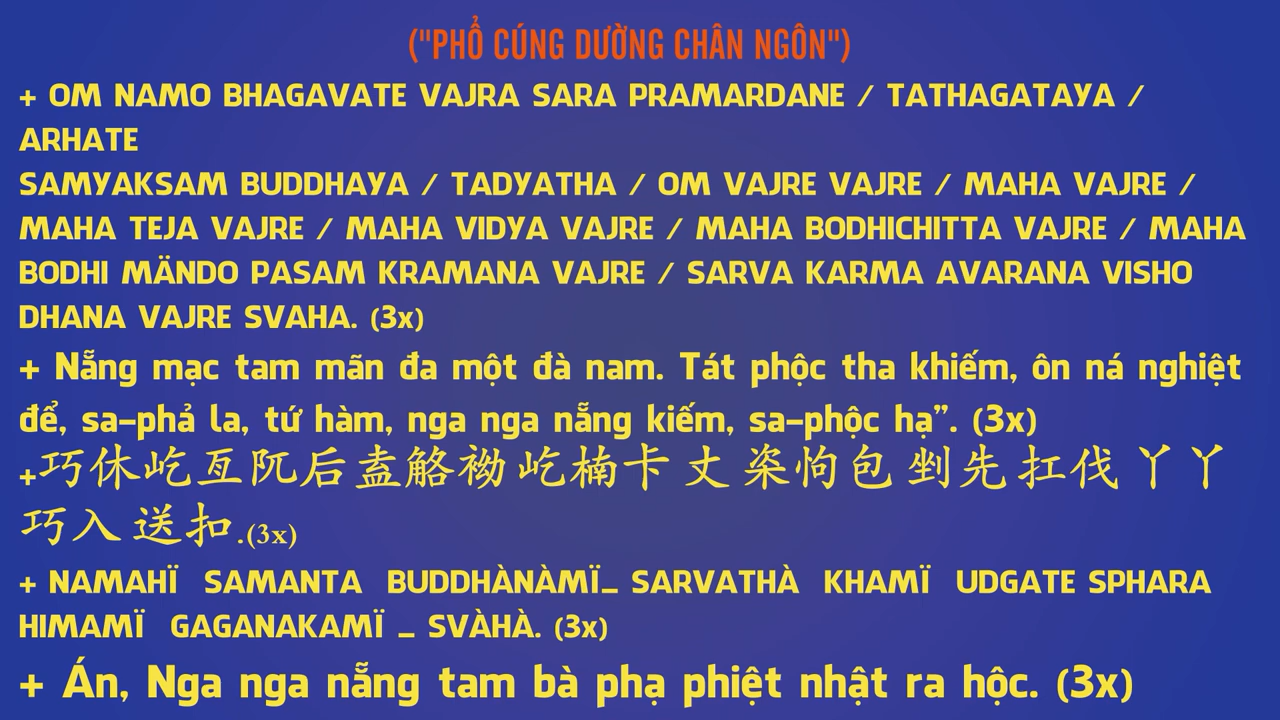 ("PHỔ CÚNG DƯỜNG CHÂN NGÔN")
+ OM NAMO BHAGAVATE VAJRA SARA PRAMARDANE / TATHAGATAYA /
ARHATE
SAMYAKSAM BUDDHAYA / TADYATHA / OM VAJRE VAJRE / MAHA VAJRE /
MAHA TEJA VAJRE / MAHA VIDYA VAJRE / MAHA BODHICHITTA VAJRE / MAHA
BODHI MÄNDO PASAM KRAMANA VAJRE / SARVA KARMA AVARANA VISHO
DHANA VAJRE SVAHA. (3x)
+ Nẵng mạc tam mãn đa một đà nam. Tát phộc tha khiếm, ôn ná nghiệt
để, sa-phả la, tứ hàm, nga nga nẵng kiếm, sa-phộc hạ”. (3x)
+巧休屹亙阢后盍觡袎屹楠卡丈楶怐包剉先扛伐丫丫
巧入送扣.(3x)
+ NAMAHÏ SAMANTA BUDDHÀNÀMÏ_ SARVATHÀ KHAMÏ UDGATE SPHARA
HIMAMÏ GAGANAKAMÏ _ SVÀHÀ. (3x)
+ Án, Nga nga nẵng tam bà phạ phiệt nhật ra hộc. (3x)